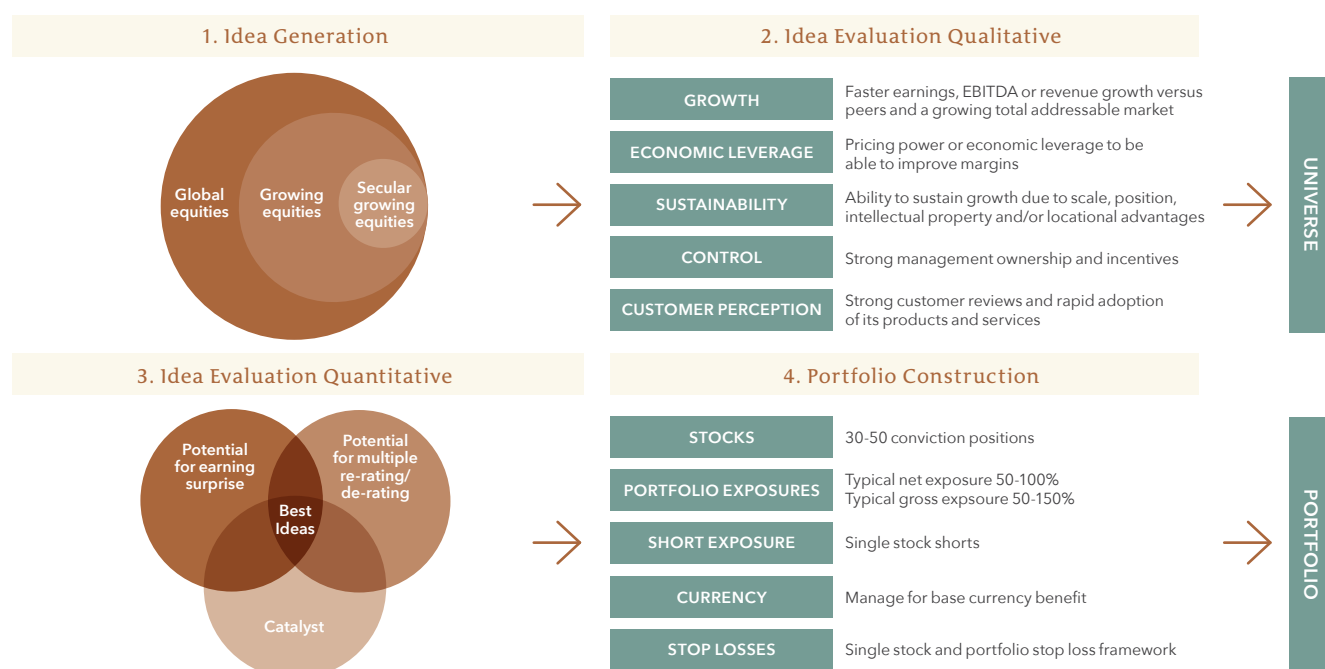 1. Idea Generation
Global
equities
Growing
equities
Secular
growing
equities
2. Idea Evaluation Qualitative
GROWTH
Faster earnings, EBITDA or revenue growth versus
peers and a growing total addressable market
ECONOMIC LEVERAGE
Pricing power or economic leverage to be
able to improve margins
SUSTAINABILITY
Ability to sustain growth due to scale, position,
intellectual property and/or locational advantages
CONTROL
Strong management ownership and incentives
CUSTOMER PERCEPTION
Strong customer reviews and rapid adoption
of its products and services
UNIVERSE
3. Idea Evaluation Quantitative
Potential
for earning
surprise
Potential
for multiple
re-rating/
de-rating
Best
Ideas
Catalyst
4. Portfolio Construction
STOCKS
30-50 conviction positions
PORTFOLIO EXPOSURES
Typical net exposure 50-100%
Typical gross expsoure 50-150%
SHORT EXPOSURE
Single stock shorts
CURRENCY
Manage for base currency benefit
STOP LOSSES
Single stock and portfolio stop loss framework
PORTFOLIO